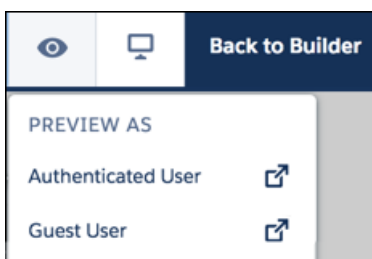 Back to Builder
PREVIEW AS
Authenticated User
Guest User